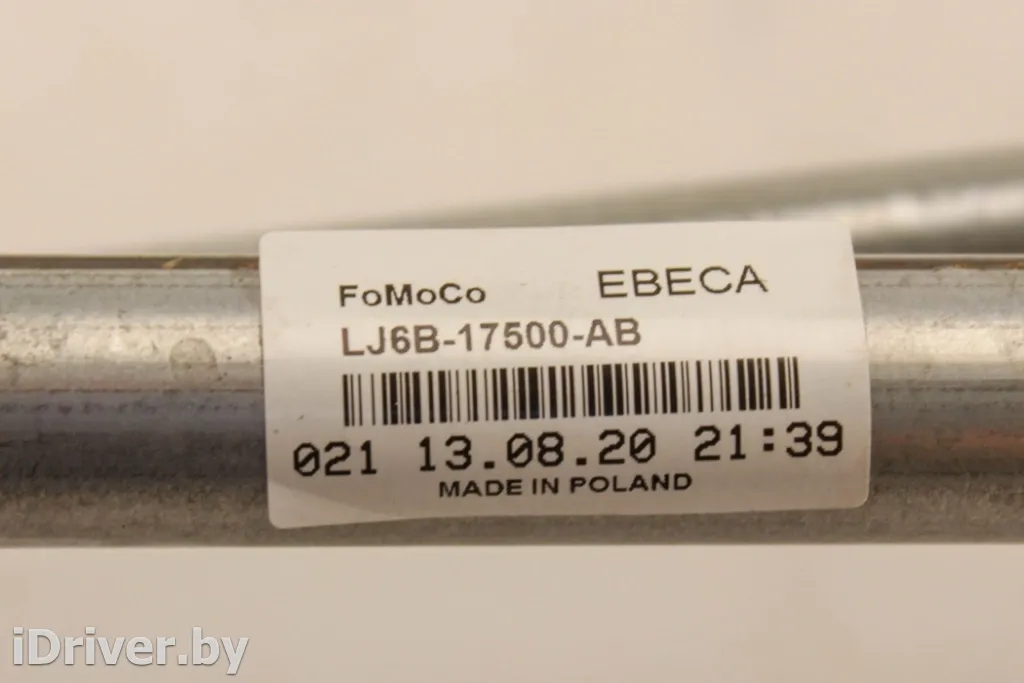 FoMoCo EBECA
LJ6B-17500-AB
021 13.08.20 21:39
MADE IN POLAND
iDriver.by